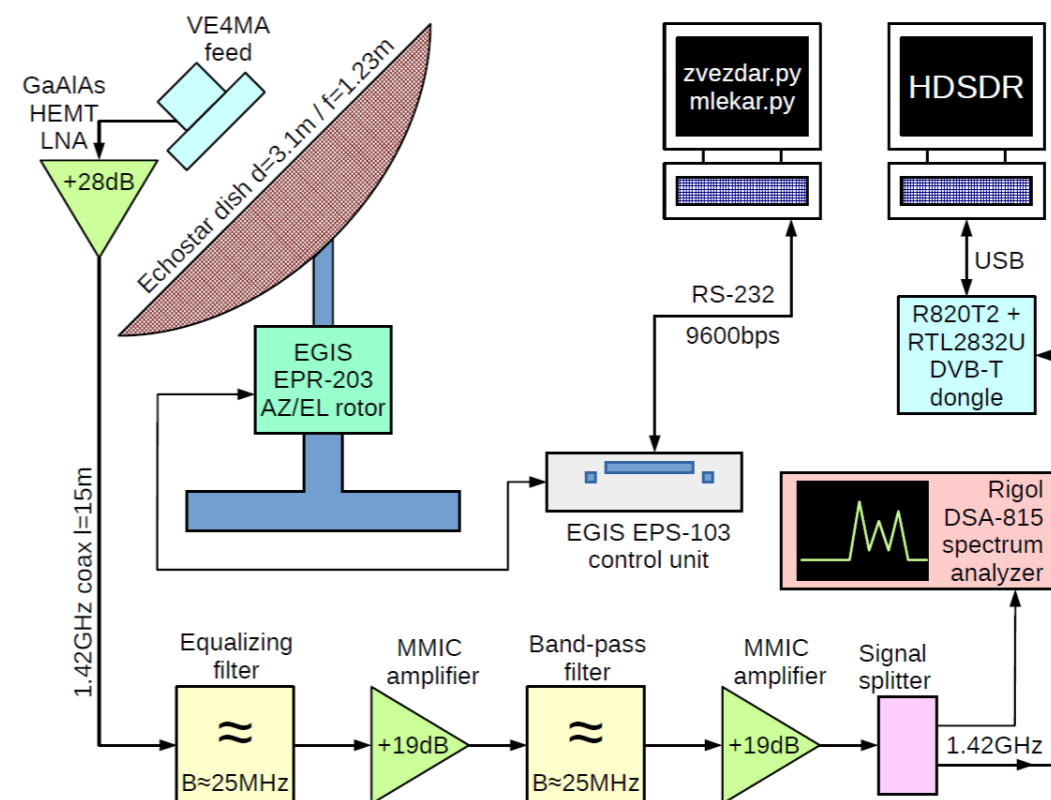 VE4MA
feed
GaAlAs
HEMT
LNA
+28dB
Echostar dish d=3.1m / f=1.23m
zvezdar.py
mlekar.py
HDSDR
USB
RS-232
9600bps
R820T2 +
RTL2832U
DVB-T
dongle
EGIS
EPR-203
AZ/EL rotor
EGIS EPS-103
control unit
Rigol
DSA-815
spectrum
analyzer
1.42GHz coax l=15m
Equalizing
filter
≈
B≈25MHz
MMIC
amplifier
+19dB
Band-pass
filter
≈
B≈25MHz
MMIC
amplifier
+19dB
Signal
splitter
1.42GHz